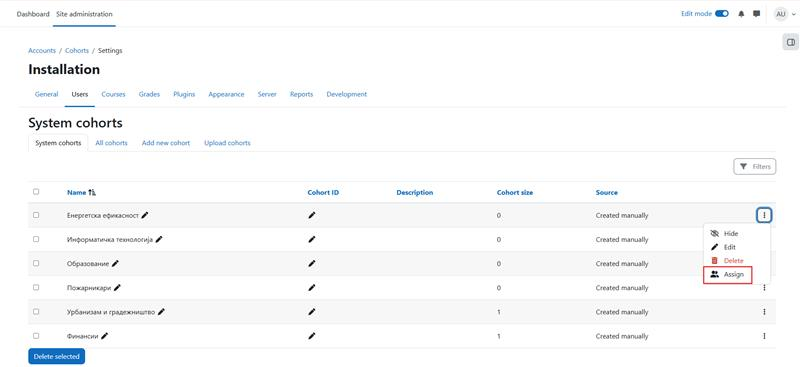 Dashboard Site administration Edit mode AU
Accounts / Cohorts / Settings
Installation
General Users Courses Grades Plugins Appearance Server Reports Development
System cohorts
System cohorts All cohorts Add new cohort Upload cohorts
Filters
Name Cohort ID Description Cohort size Source
Енергетска ефикасност 0 Created manually
Hide
Информатичка технологија 0 Created manually
Edit
Образование 0 Created manually
Delete
Assign
Пожарникари 0 Created manually
Урбанизам и градежништво 1 Created manually
Финансии 1 Created manually
Delete selected